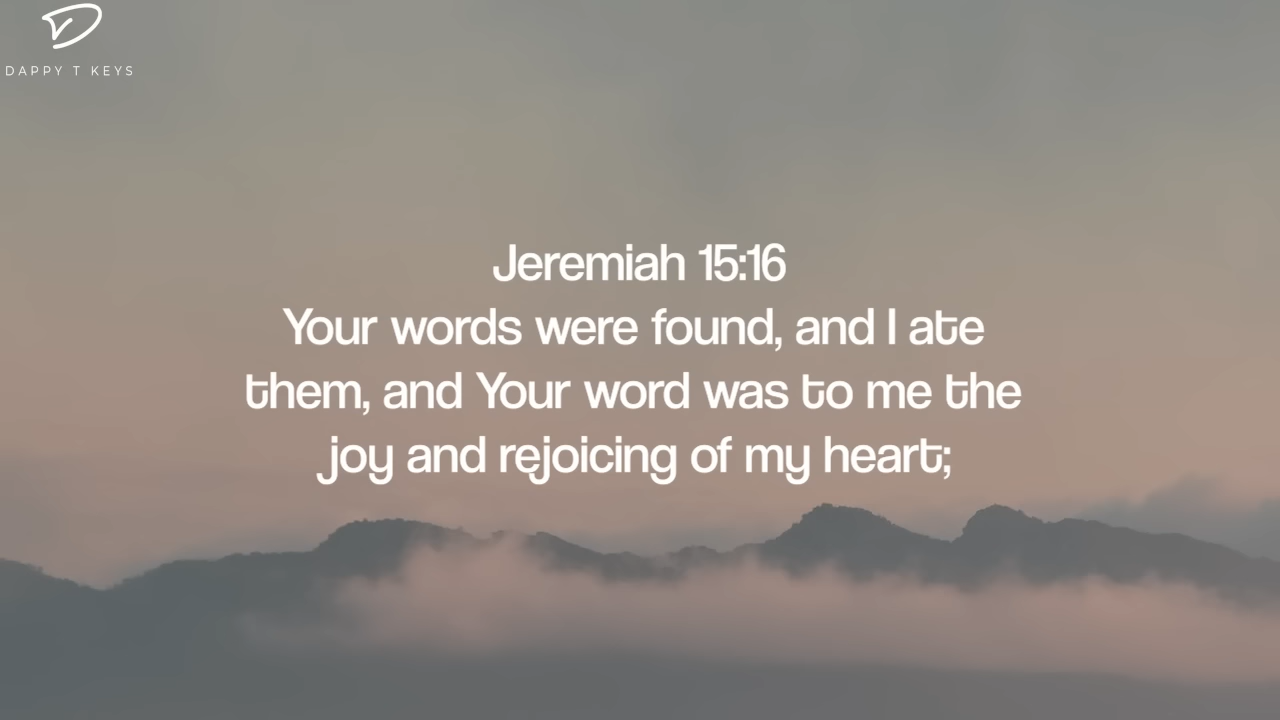 DAPPY T KEYS
Jeremiah 15:16
Your words were found, and I ate
them, and Your word was to me the
joy and rejoicing of my heart;